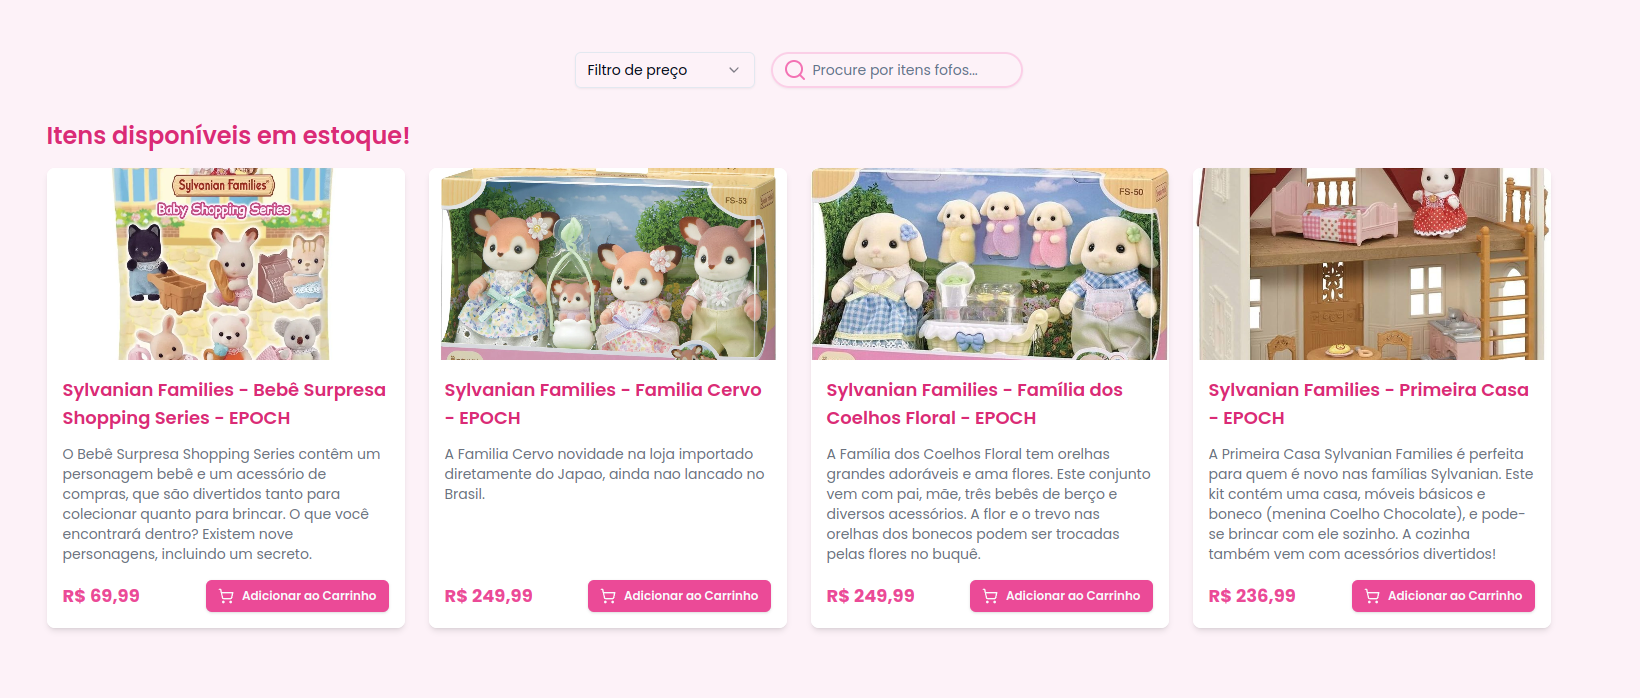 Filtro de preço
Procure por itens fofos...
Itens disponíveis em estoque!
Sylvanian Families
Baby Shopping Series
FS-53
FS-50
Sylvanian Families - Bebê Surpresa
Shopping Series - EPOCH
O Bebê Surpresa Shopping Series contêm um
personagem bebê e um acessório de
compras, que são divertidos tanto para
colecionar quanto para brincar. O que você
encontrará dentro? Existem nove
personagens, incluindo um secreto.
R$ 69,99
Adicionar ao Carrinho
Sylvanian Families - Familia Cervo
- EPOCH
A Familia Cervo novidade na loja importado
diretamente do Japao, ainda nao lancado no
Brasil.
R$ 249,99
Adicionar ao Carrinho
Sylvanian Families - Família dos
Coelhos Floral - EPOCH
A Família dos Coelhos Floral tem orelhas
grandes adoráveis e ama flores. Este conjunto
vem com pai, mãe, três bebês de berço e
diversos acessórios. A flor e o trevo nas
orelhas dos bonecos podem ser trocadas
pelas flores no buquê.
R$ 249,99
Adicionar ao Carrinho
Sylvanian Families - Primeira Casa
- EPOCH
A Primeira Casa Sylvanian Families é perfeita
para quem é novo nas famílias Sylvanian. Este
kit contém uma casa, móveis básicos e
boneco (menina Coelho Chocolate), e pode-
se brincar com ele sozinho. A cozinha
também vem com acessórios divertidos!
R$ 236,99
Adicionar ao Carrinho